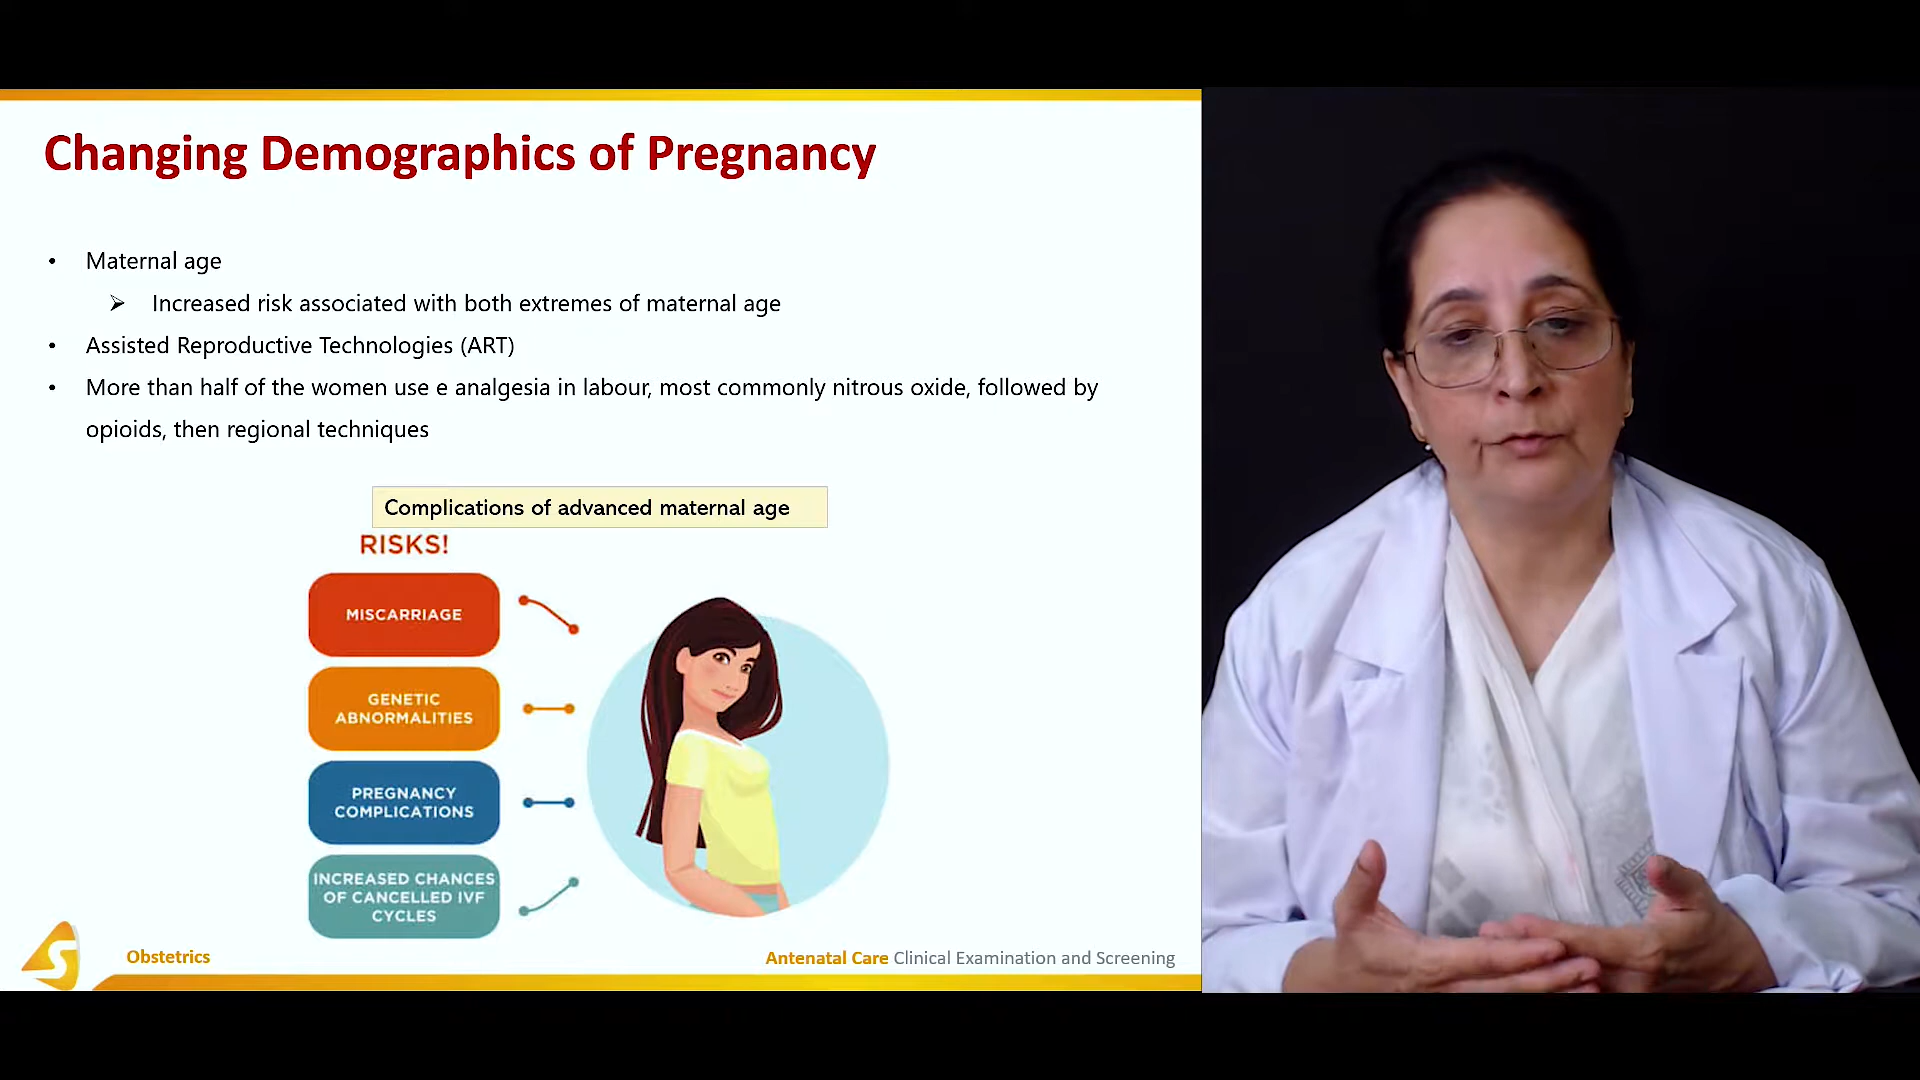 Changing Demographics of Pregnancy
• Maternal age
➢ Increased risk associated with both extremes of maternal age
• Assisted Reproductive Technologies (ART)
• More than half of the women use e analgesia in labour, most commonly nitrous oxide, followed by
opioids, then regional techniques
Complications of advanced maternal age
RISKS!
MISCARRIAGE
GENETIC
ABNORMALITIES
PREGNANCY
COMPLICATIONS
INCREASED CHANCES
OF CANCELLED IVF
CYCLES
S
Obstetrics
Antenatal Care Clinical Examination and Screening